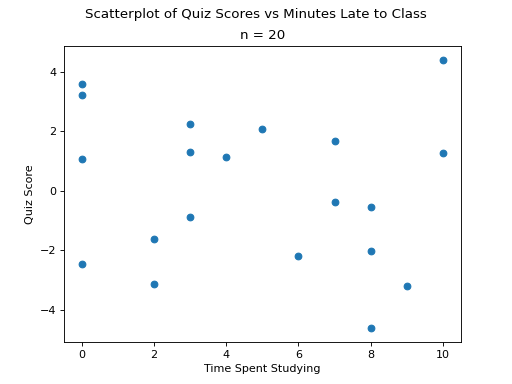 Scatterplot of Quiz Scores vs Minutes Late to Class
n = 20
4
2
0
−2
−4
Quiz Score
0 2 4 6 8 10
Time Spent Studying